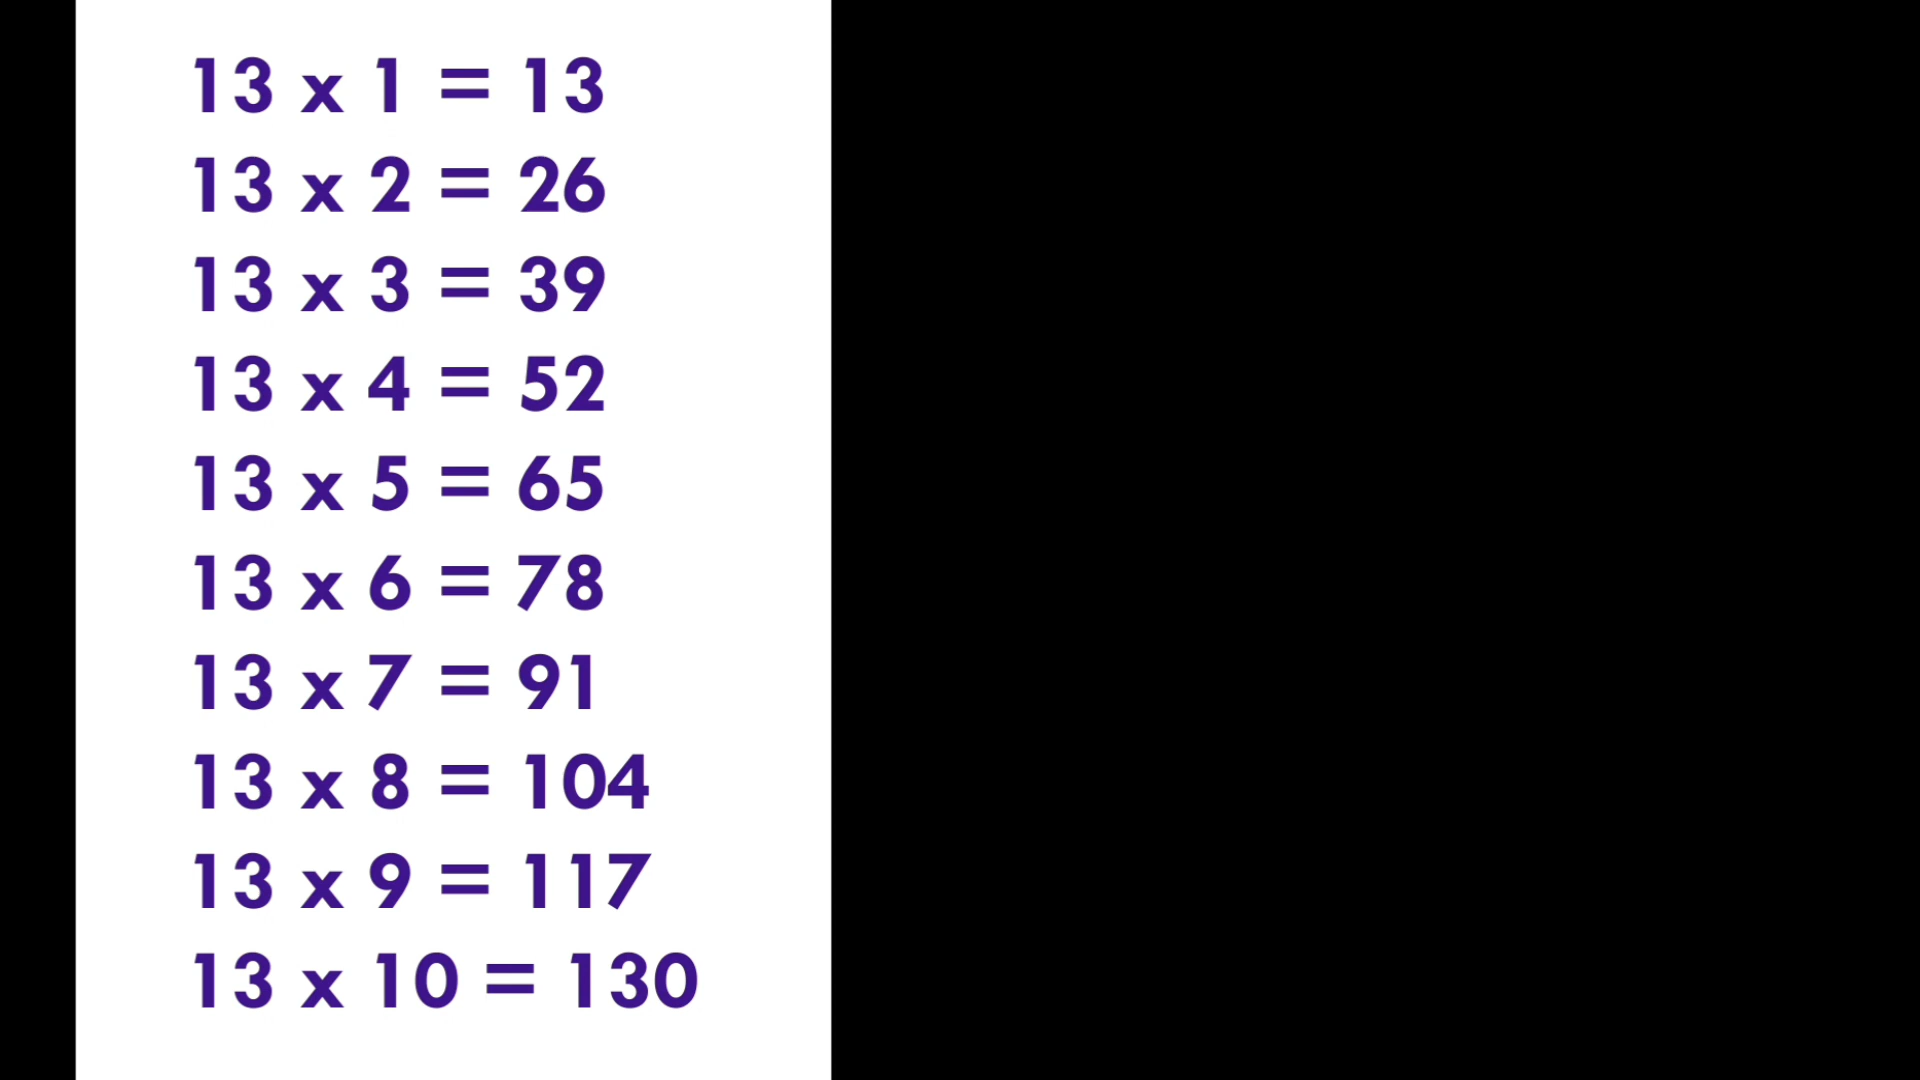 13 x 1 = 13
13 x 2 = 26
13 x 3 = 39
13 x 4 = 52
13 x 5 = 65
13 x 6 = 78
13 x 7 = 91
13 x 8 = 104
13 x 9 = 117
13 x 10 = 130